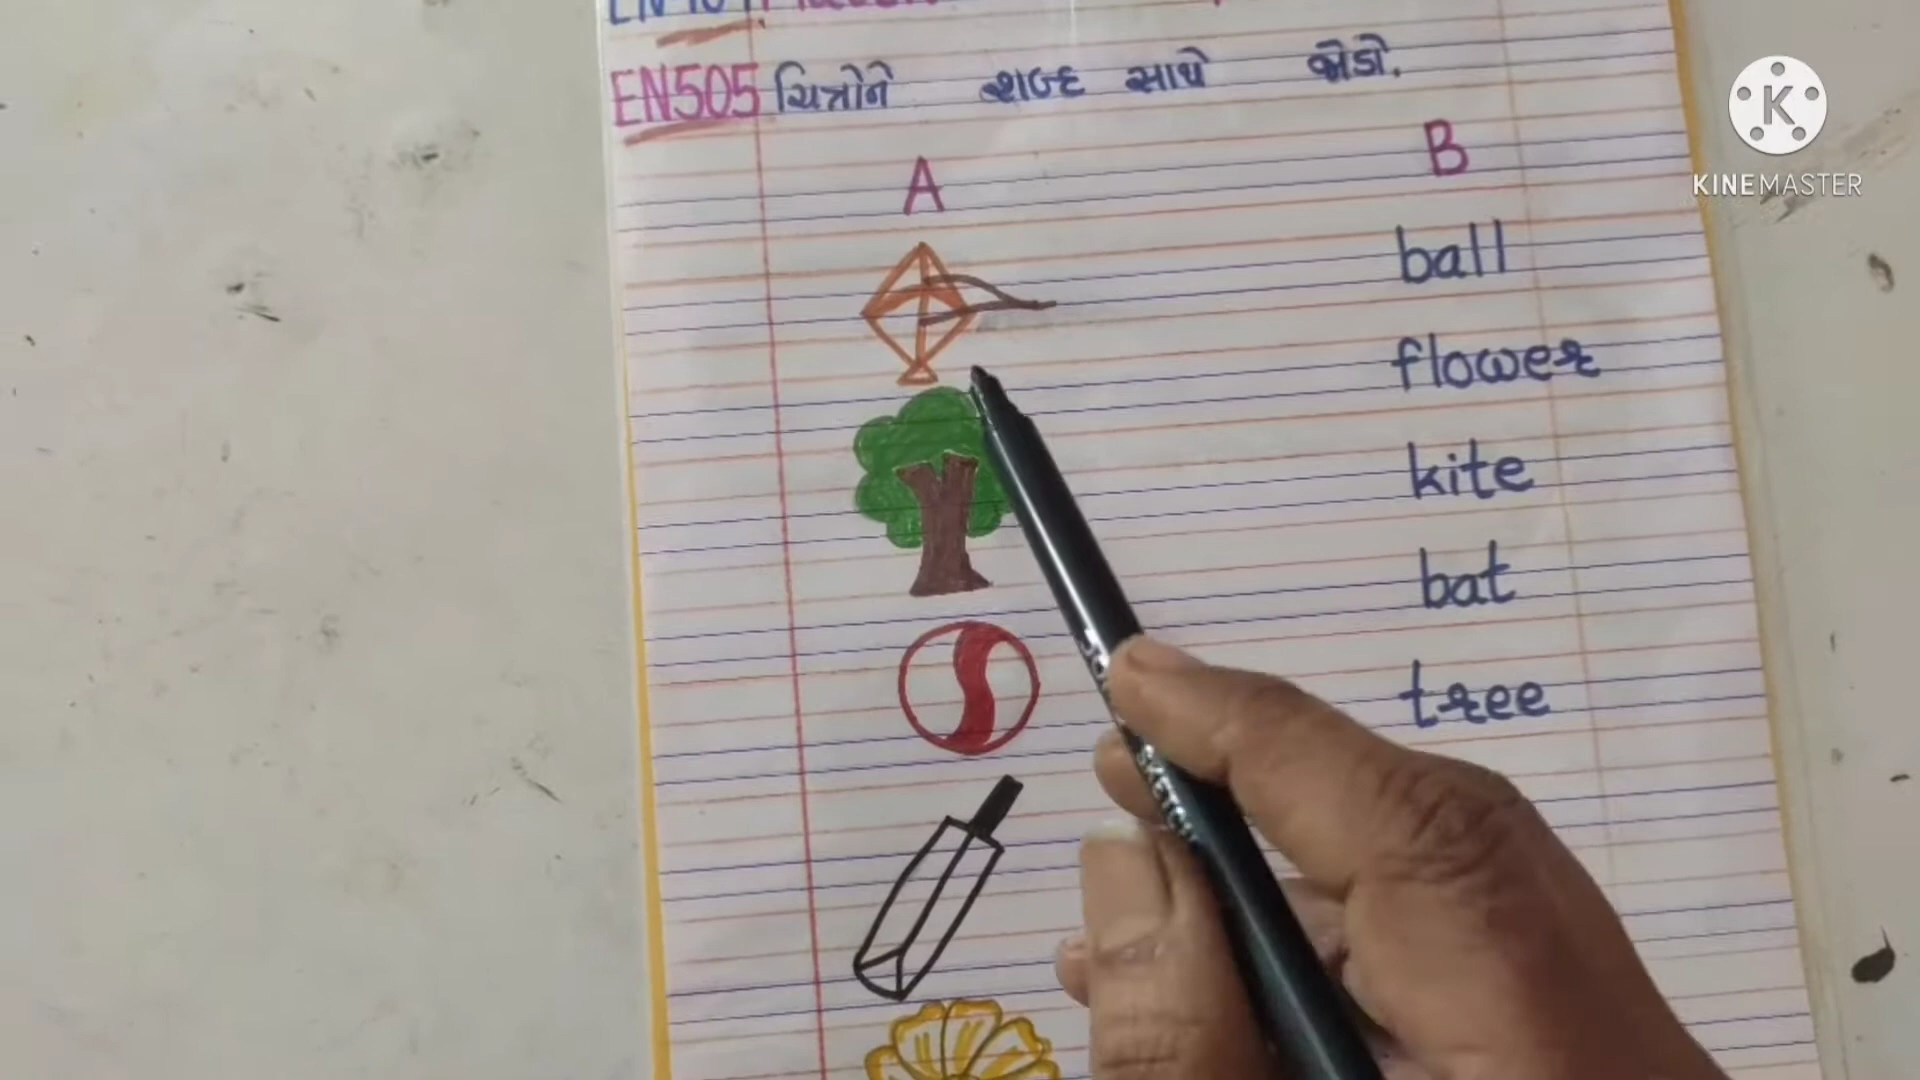 EN505 ચિત્રોને શબ્દ સાથે જોડો.
A B
ball
flower
kite
bat
tree
K
KINEMASTER